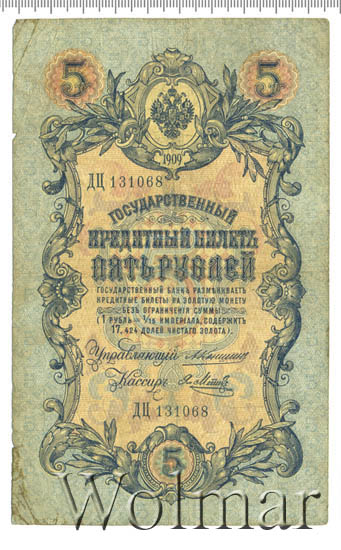 5 5
1909
ДЦ 131068
ГОСУДАРСТВЕННЫЙ
КРЕДИТНЫЙ БИЛЕТЪ
ПЯТЬ РУБЛЕЙ
ГОСУДАРСТВЕННЫЙ БАНКЪ РАЗМѢНИВАЕТЪ
КРЕДИТНЫЕ БИЛЕТЫ НА ЗОЛОТУЮ МОНЕТУ
БЕЗЪ ОГРАНИЧЕНІЯ СУММЫ
(1 РУБЛЬ = 1/15 ИМПЕРІАЛА, СОДЕРЖИТЪ
17,424 ДОЛЕЙ ЧИСТАГО ЗОЛОТА).
Управляющій
Кассиръ
ДЦ 131068
5
Wolmar